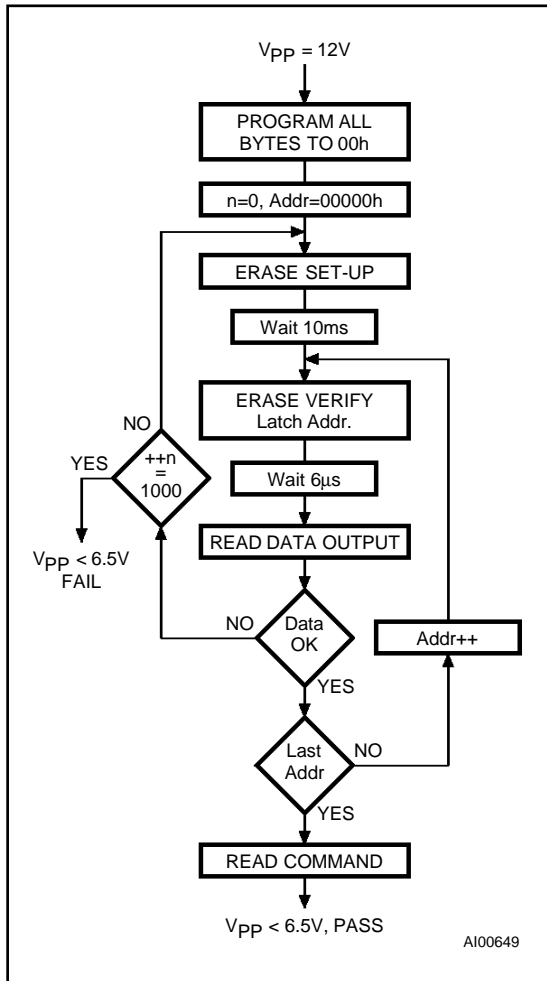 VPP = 12V
PROGRAM ALL
BYTES TO 00h
n=0, Addr=00000h
ERASE SET-UP
Wait 10ms
ERASE VERIFY
Latch Addr.
NO
YES
++n
=
1000
Wait 6µs
VPP < 6.5V
FAIL
READ DATA OUTPUT
NO
Data
OK
Addr++
YES
Last
Addr
NO
YES
READ COMMAND
VPP < 6.5V, PASS
AI00649